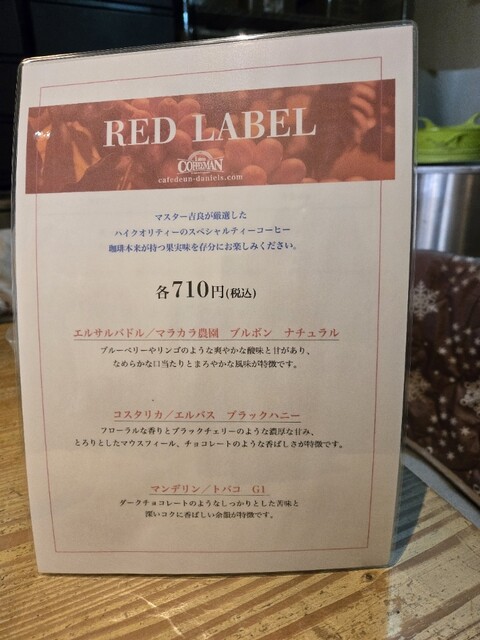 RED LABEL
COFFEEMAN
cafedeun-daniels.com
マスター吉良が厳選した
ハイクオリティーのスペシャルティーコーヒー
珈琲本来が持つ果実味を存分にお楽しみください。
各710円(税込)
エルサルバドル／マラカラ農園 ブルボン ナチュラル
ブルーベリーやリンゴのような爽やかな酸味と甘があり、
なめらかな口当たりとまろやかな風味が特徴です。
コスタリカ／エルバス ブラックハニー
フローラルな香りとブラックチェリーのような濃厚な甘み、
とろりとしたマウスフィール、チョコレートのような香ばしさが特徴です。
マンデリン／トバコ G1
ダークチョコレートのようなしっかりとした苦味と
深いコクに香ばしい余韻が特徴です。